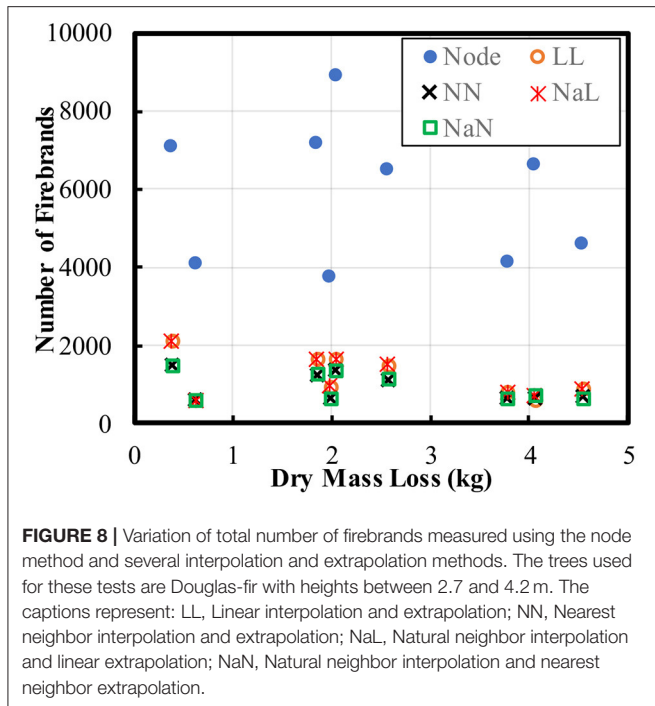 10000
8000
6000
4000
2000
0
Number of Firebrands
Node
LL
NN
NaL
NaN
0 1 2 3 4 5
Dry Mass Loss (kg)
FIGURE 8 | Variation of total number of firebrands measured using the node
method and several interpolation and extrapolation methods. The trees used
for these tests are Douglas-fir with heights between 2.7 and 4.2 m. The
captions represent: LL, Linear interpolation and extrapolation; NN, Nearest
neighbor interpolation and extrapolation; NaL, Natural neighbor interpolation
and linear extrapolation; NaN, Natural neighbor interpolation and nearest
neighbor extrapolation.